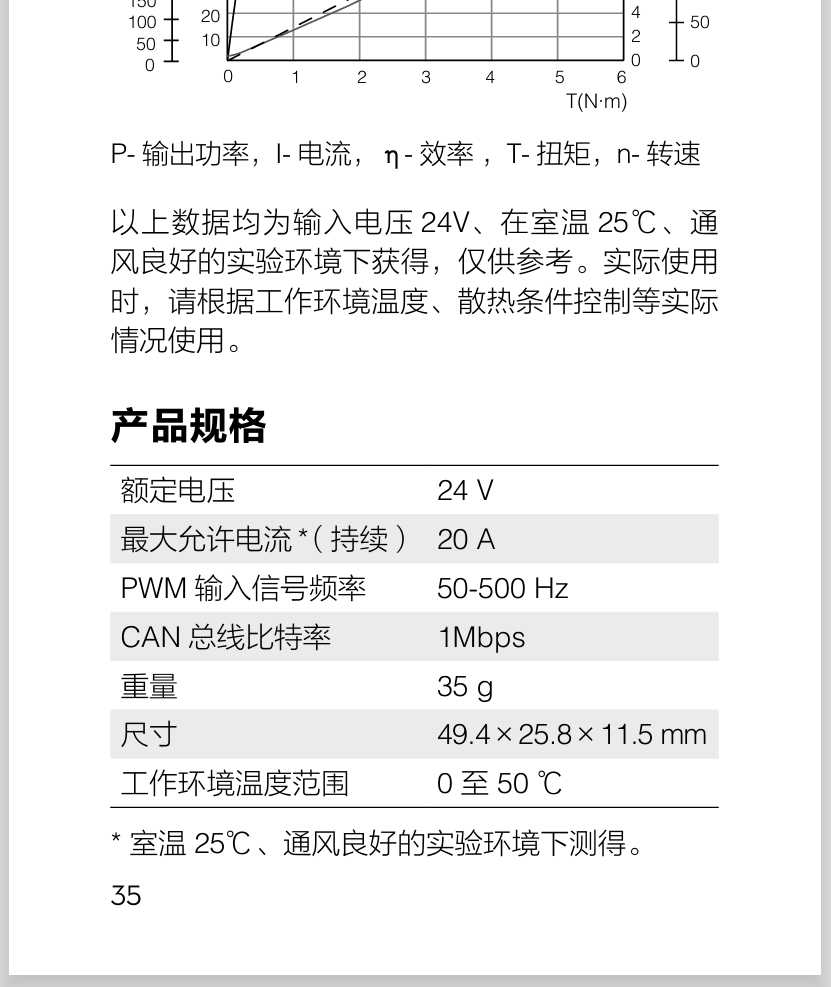 150
100
50
0
20
10
4
2
0
50
0
0 1 2 3 4 5 6
T(N·m)
P- 输出功率，I- 电流， η - 效率 ，T- 扭矩，n- 转速
以上数据均为输入电压 24V、在室温 25℃、通
风良好的实验环境下获得，仅供参考。实际使用
时，请根据工作环境温度、散热条件控制等实际
情况使用。
产品规格
额定电压 24 V
最大允许电流 *（ 持续 ） 20 A
PWM 输入信号频率 50-500 Hz
CAN 总线比特率 1Mbps
重量 35 g
尺寸 49.4 × 25.8 × 11.5 mm
工作环境温度范围 0 至 50 ℃
* 室温 25℃、通风良好的实验环境下测得。
35